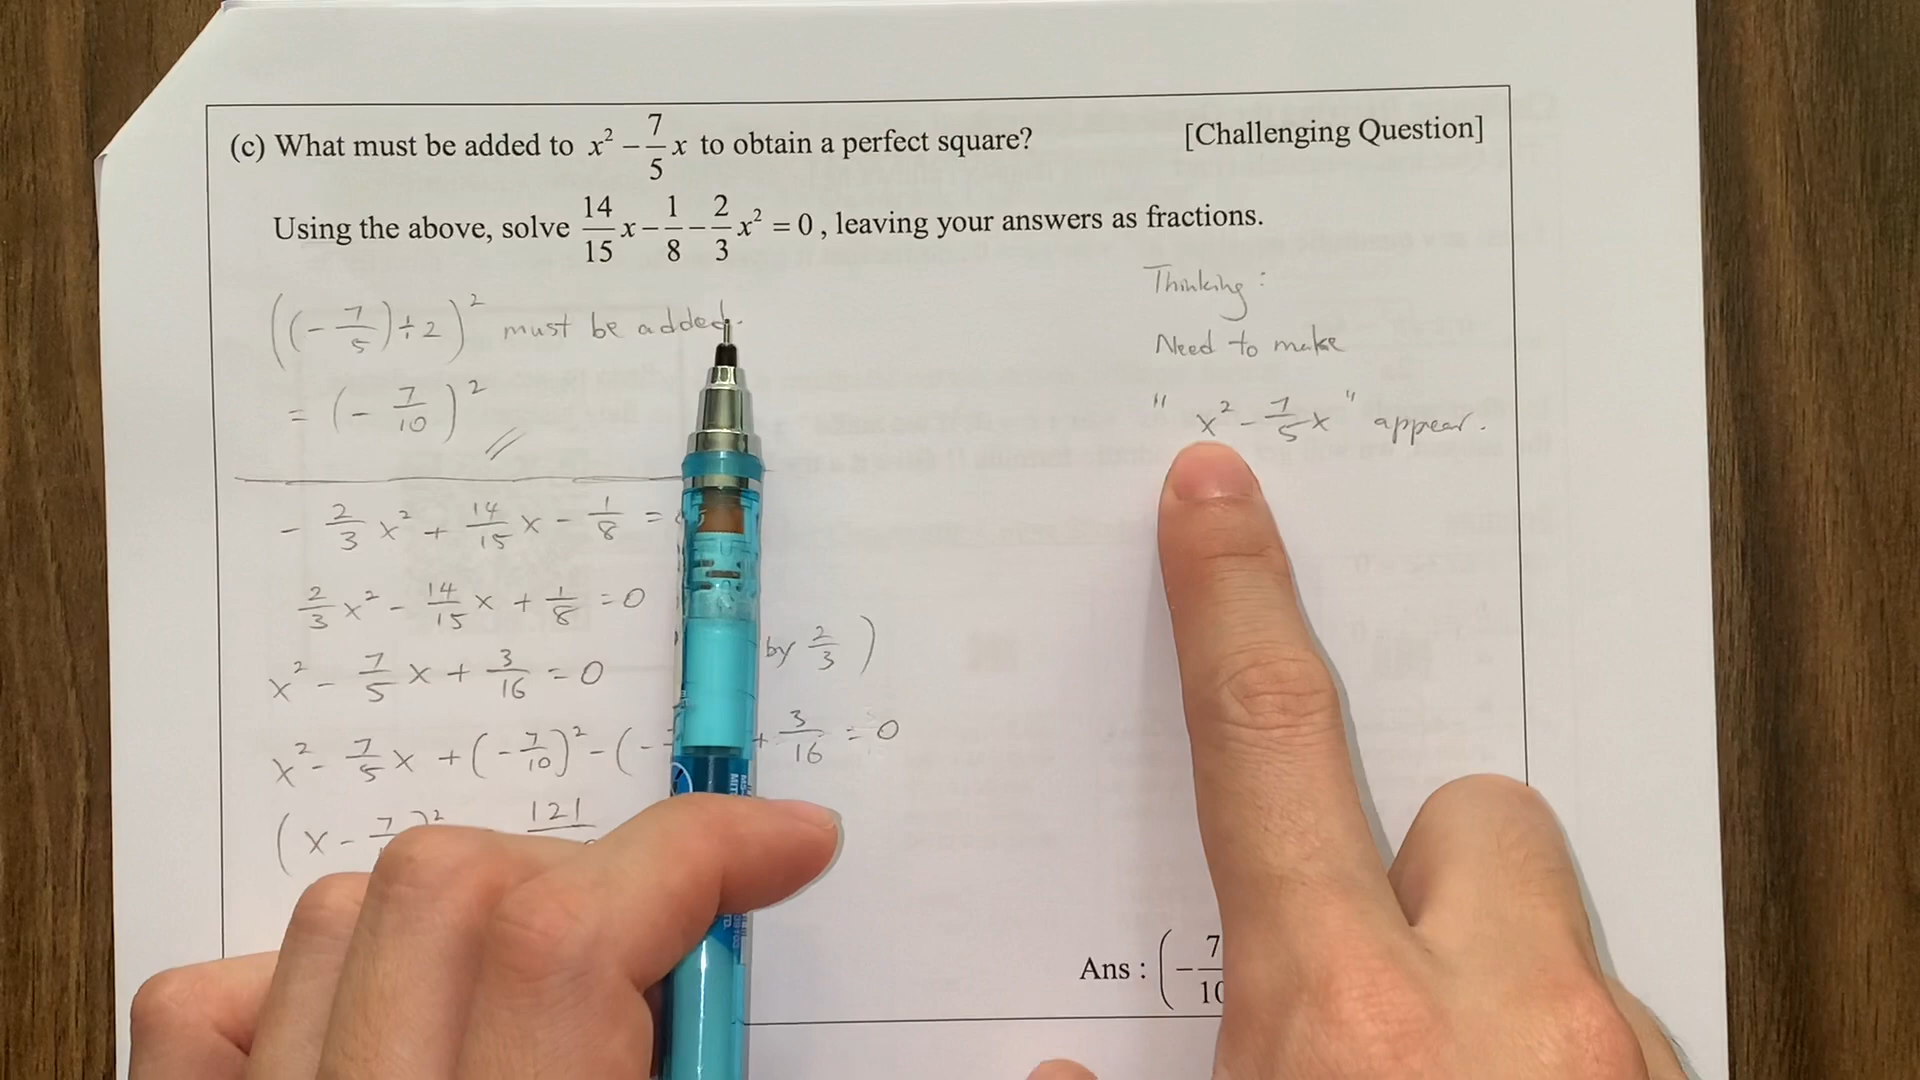 (c) What must be added to x² − 7/5 x to obtain a perfect square? [Challenging Question]
Using the above, solve 14/15 x − 1/8 − 2/3 x² = 0, leaving your answers as fractions.
Thinking :
((− 7/5) ÷ 2)² must be added.
Need to make
= (− 7/10)²
" x² − 7/5 x " appear.
− 2/3 x² + 14/15 x − 1/8 =
2/3 x² − 14/15 x + 1/8 = 0
by 2/3 )
x² − 7/5 x + 3/16 = 0
x² − 7/5 x + (− 7/10)² − (− + 3/16 = 0
(x − 7 )² 121
Ans : (− 7/10